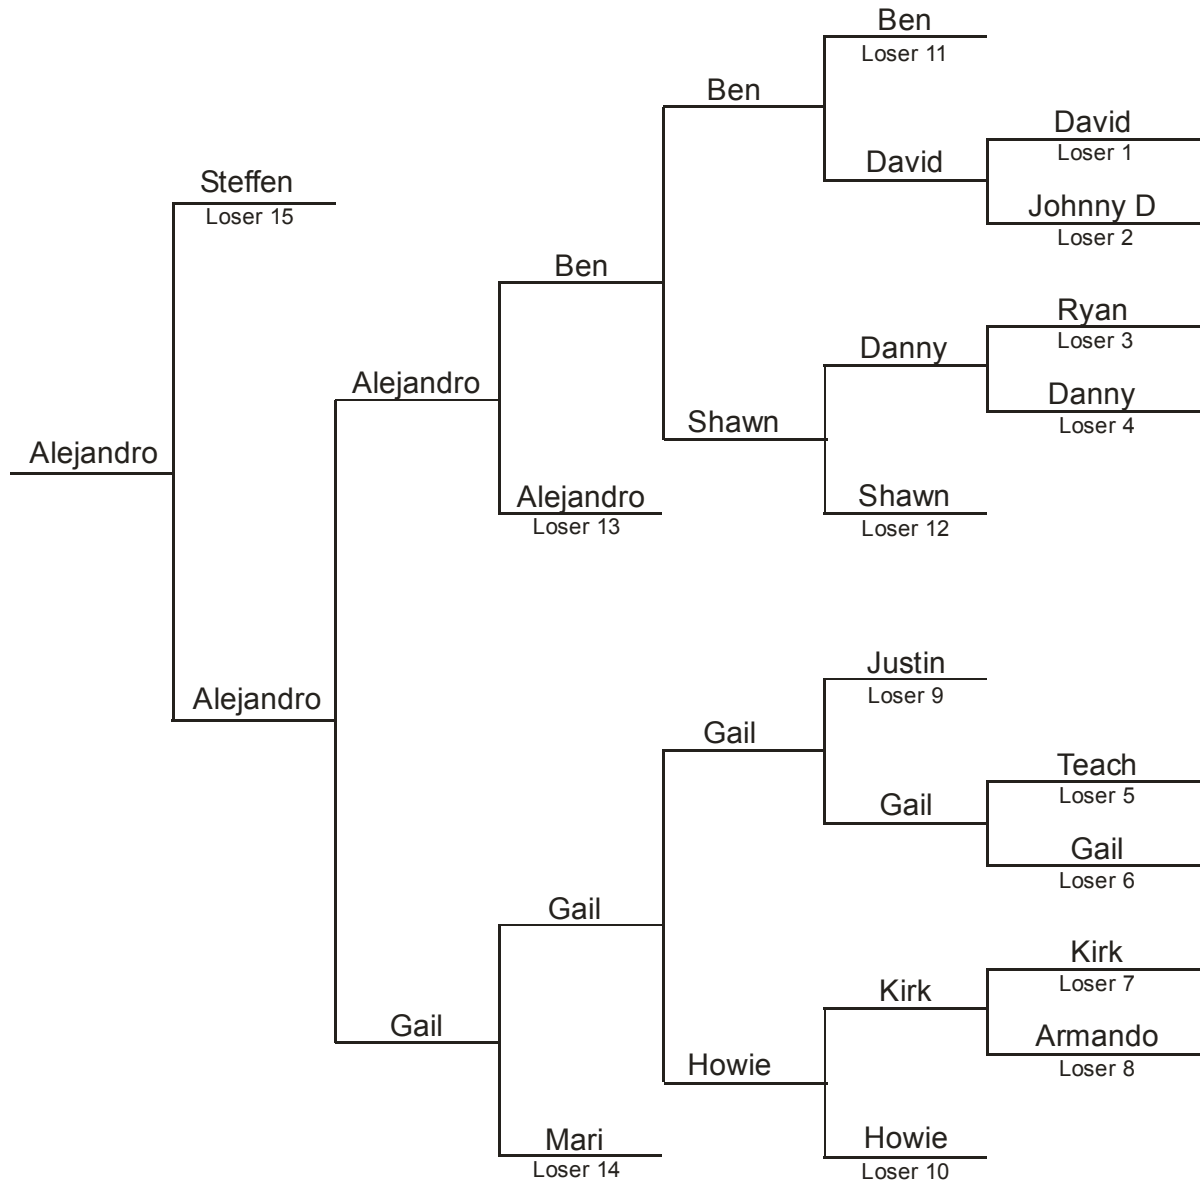 Ben
Loser 11
Ben
David
Loser 1
David
Steffen
Loser 15
Johnny D
Loser 2
Ben
Ryan
Loser 3
Danny
Alejandro
Danny
Loser 4
Shawn
Alejandro
Alejandro
Loser 13
Shawn
Loser 12
Justin
Loser 9
Alejandro
Gail
Teach
Loser 5
Gail
Gail
Loser 6
Gail
Kirk
Loser 7
Kirk
Gail
Armando
Loser 8
Howie
Mari
Loser 14
Howie
Loser 10